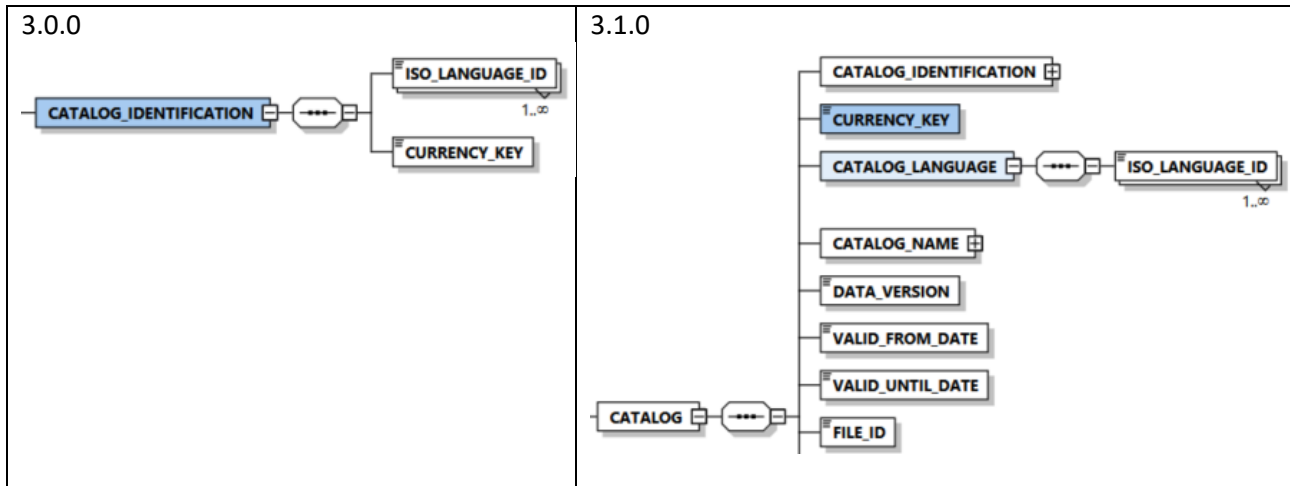 3.0.0
ISO_LANGUAGE_ID
1..∞
CATALOG_IDENTIFICATION
CURRENCY_KEY
3.1.0
CATALOG_IDENTIFICATION
CURRENCY_KEY
CATALOG_LANGUAGE
ISO_LANGUAGE_ID
1..∞
CATALOG_NAME
DATA_VERSION
VALID_FROM_DATE
VALID_UNTIL_DATE
CATALOG
FILE_ID